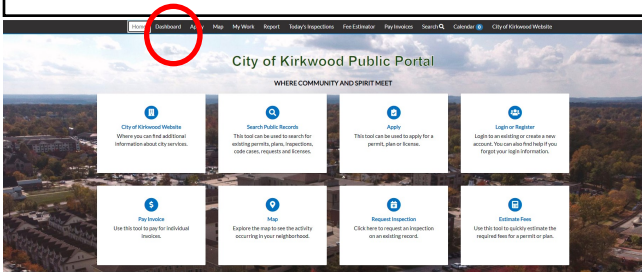 Home Dashboard Apply Map My Work Report Today's Inspections Fee Estimator Pay Invoices Search Calendar 0 City of Kirkwood Website
City of Kirkwood Public Portal
WHERE COMMUNITY AND SPIRIT MEET
City of Kirkwood Website
Where you can find additional
information about city services.
Search Public Records
This tool can be used to search for
existing permits, plans, inspections,
code cases, requests and licenses.
Apply
This tool can be used to apply for a
permit, plan or license.
Login or Register
Login to an existing or create a new
account. You can also find help if you
forgot your login information.
Pay Invoice
Use this tool to pay for individual
invoices.
Map
Explore the map to see the activity
occurring in your neighborhood.
Request Inspection
Click here to request an inspection
on an existing record.
Estimate Fees
Use this tool to quickly estimate the
required fees for a permit or plan.